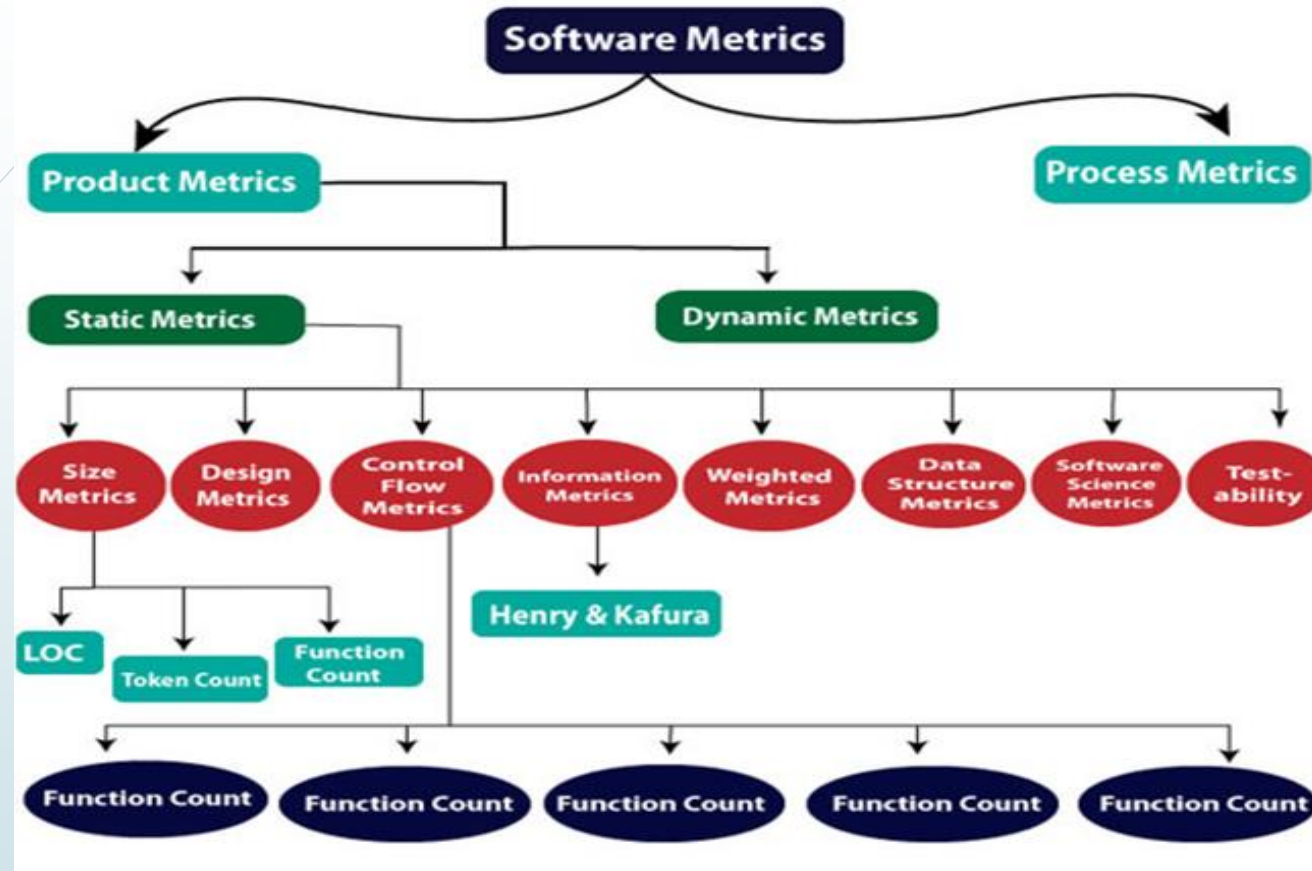 Software Metrics
Product Metrics
Process Metrics
Static Metrics
Dynamic Metrics
Size
Metrics
Design
Metrics
Control
Flow
Metrics
Information
Metrics
Weighted
Metrics
Data
Structure
Metrics
Software
Science
Metrics
Test-
ability
LOC
Token Count
Function
Count
Henry & Kafura
Function Count
Function Count
Function Count
Function Count
Function Count